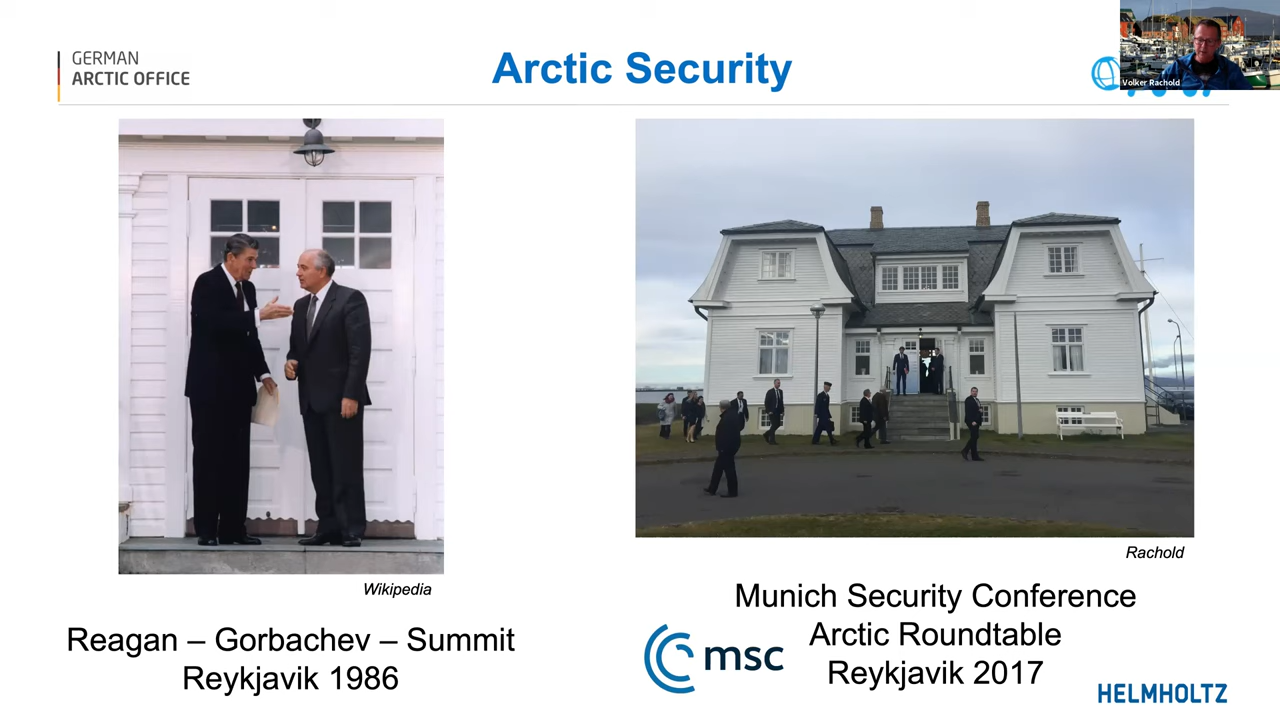 GERMAN
ARCTIC OFFICE
Arctic Security
Volker Rachold
Wikipedia
Reagan – Gorbachev – Summit
Reykjavik 1986
Rachold
Munich Security Conference
Arctic Roundtable
Reykjavik 2017
msc
HELMHOLTZ